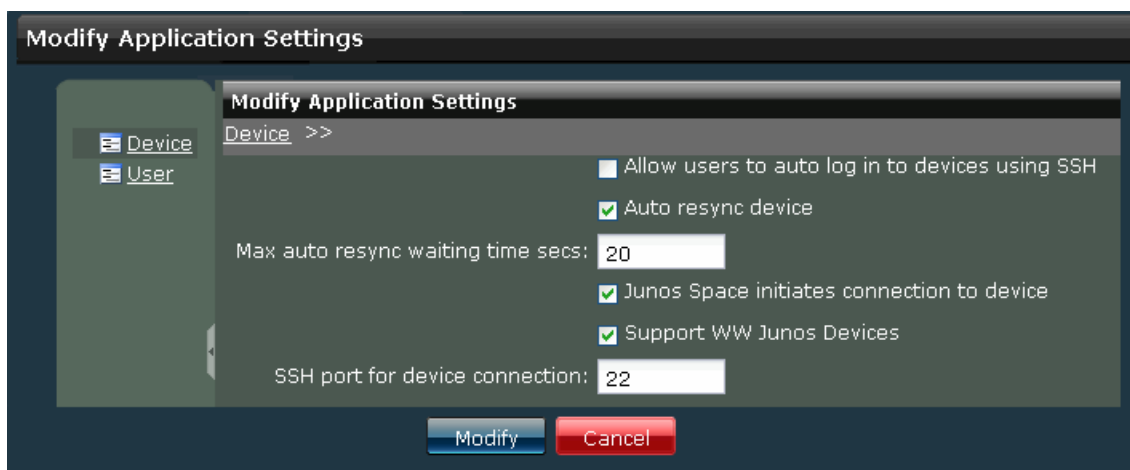 Modify Application Settings
Modify Application Settings
Device
User
Device >>
Allow users to auto log in to devices using SSH
Auto resync device
Max auto resync waiting time secs: 20
Junos Space initiates connection to device
Support WW Junos Devices
SSH port for device connection: 22
Modify
Cancel